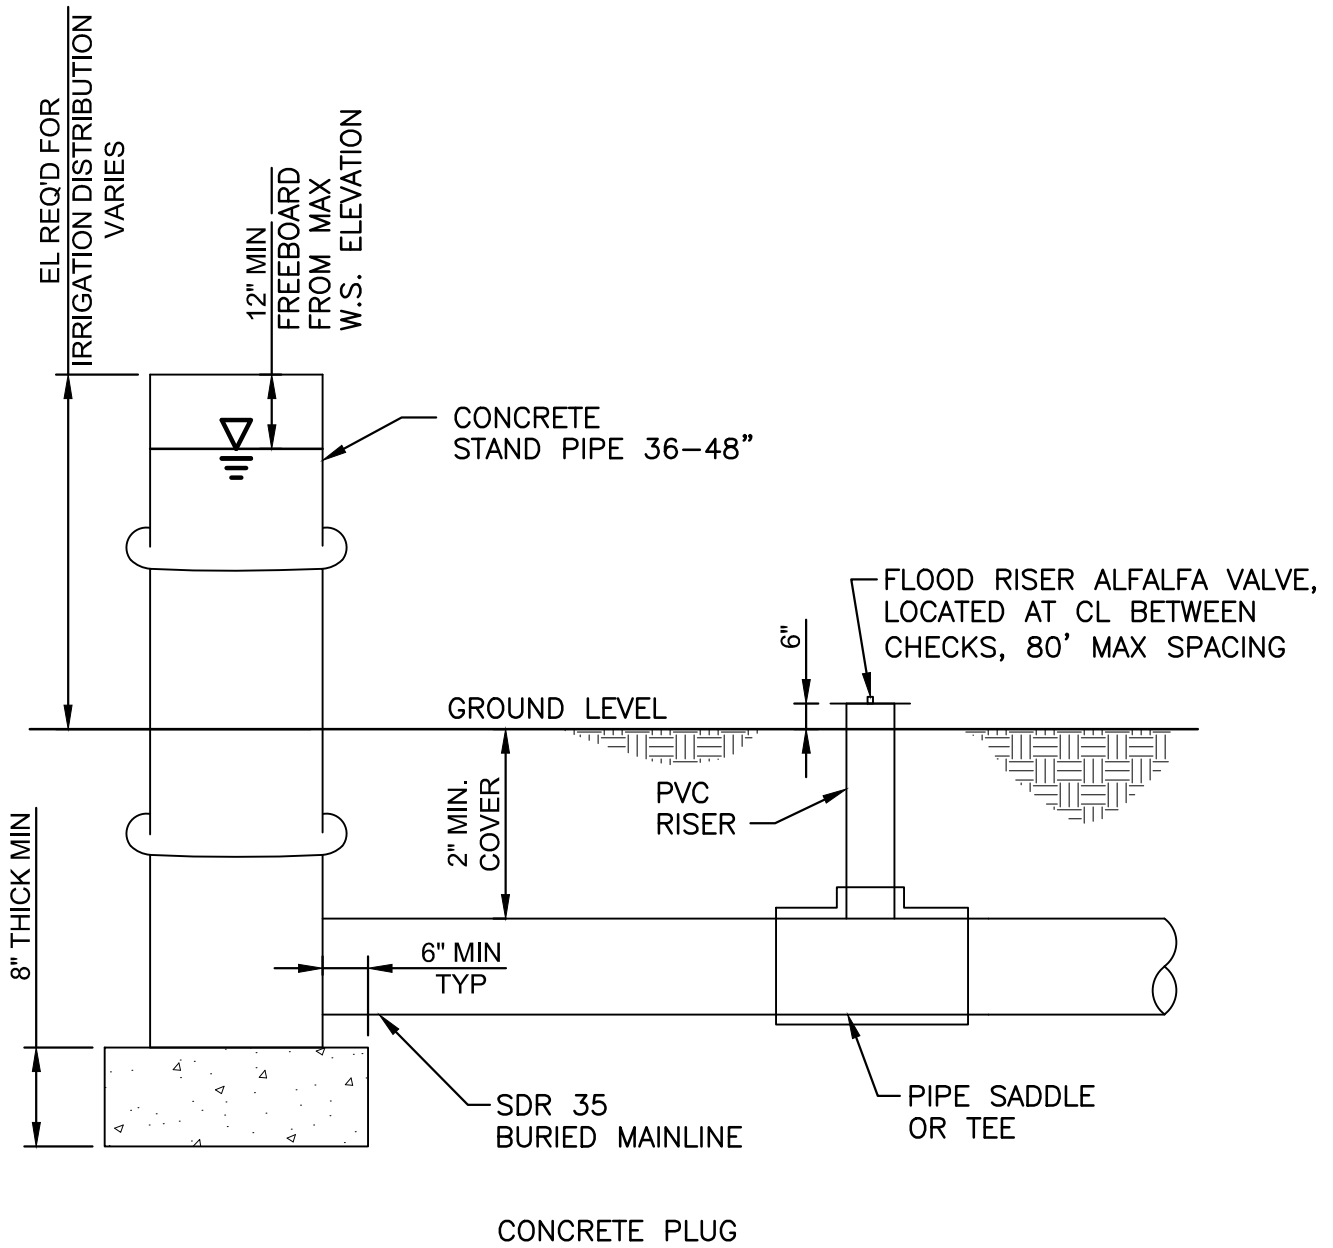 EL REQ'D FOR
IRRIGATION DISTRIBUTION
VARIES
12" MIN
FREEBOARD
FROM MAX
W.S. ELEVATION
CONCRETE
STAND PIPE 36–48”
FLOOD RISER ALFALFA VALVE,
LOCATED AT CL BETWEEN
CHECKS, 80’ MAX SPACING
6"
GROUND LEVEL
2" MIN.
COVER
PVC
RISER
8" THICK MIN
6" MIN
TYP
SDR 35
BURIED MAINLINE
PIPE SADDLE
OR TEE
CONCRETE PLUG